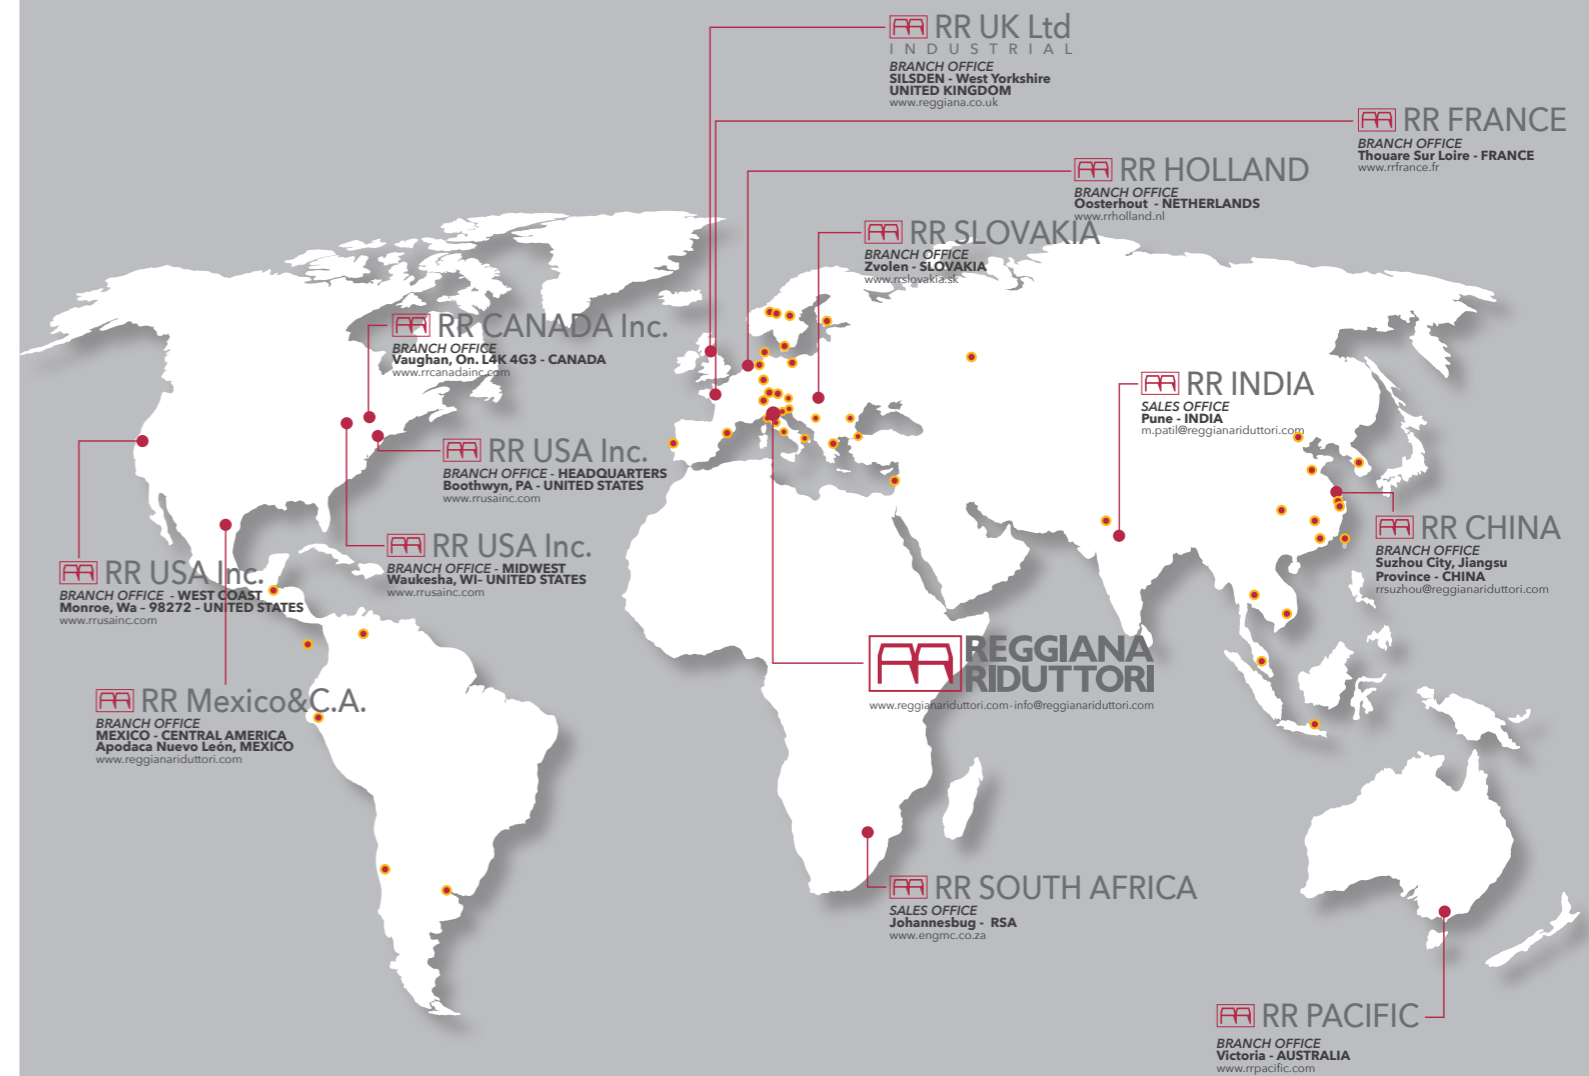 RR UK Ltd
INDUSTRIAL
BRANCH OFFICE
SILSDEN - West Yorkshire
UNITED KINGDOM
www.reggiana.co.uk
RR FRANCE
BRANCH OFFICE
Thouare Sur Loire - FRANCE
www.rrfrance.fr
RR HOLLAND
BRANCH OFFICE
Oosterhout - NETHERLANDS
www.rrholland.nl
RR SLOVAKIA
BRANCH OFFICE
Zvolen - SLOVAKIA
www.rrslovakia.sk
RR CANADA Inc.
BRANCH OFFICE
Vaughan, On. L4K 4G3 - CANADA
www.rrcanadainc.com
RR INDIA
SALES OFFICE
Pune - INDIA
m.patil@reggianariduttori.com
RR USA Inc.
BRANCH OFFICE - HEADQUARTERS
Boothwyn, PA - UNITED STATES
www.rrusainc.com
RR CHINA
BRANCH OFFICE
Suzhou City, Jiangsu
Province - CHINA
rrsuzhou@reggianariduttori.com
RR USA Inc.
BRANCH OFFICE - MIDWEST
Waukesha, WI– UNITED STATES
www.rrusainc.com
RR USA Inc.
BRANCH OFFICE - WEST COAST
Monroe, Wa – 98272 – UNITED STATES
www.rrusainc.com
REGGIANA
RIDUTTORI
www.reggianariduttori.com-info@reggianariduttori.com
RR Mexico&C.A.
BRANCH OFFICE
MEXICO - CENTRAL AMERICA
Apodaca Nuevo León, MEXICO
www.reggianariduttori.com
RR SOUTH AFRICA
SALES OFFICE
Johannesbug - RSA
www.engmc.co.za
RR PACIFIC
BRANCH OFFICE
Victoria - AUSTRALIA
www.rrpacific.com